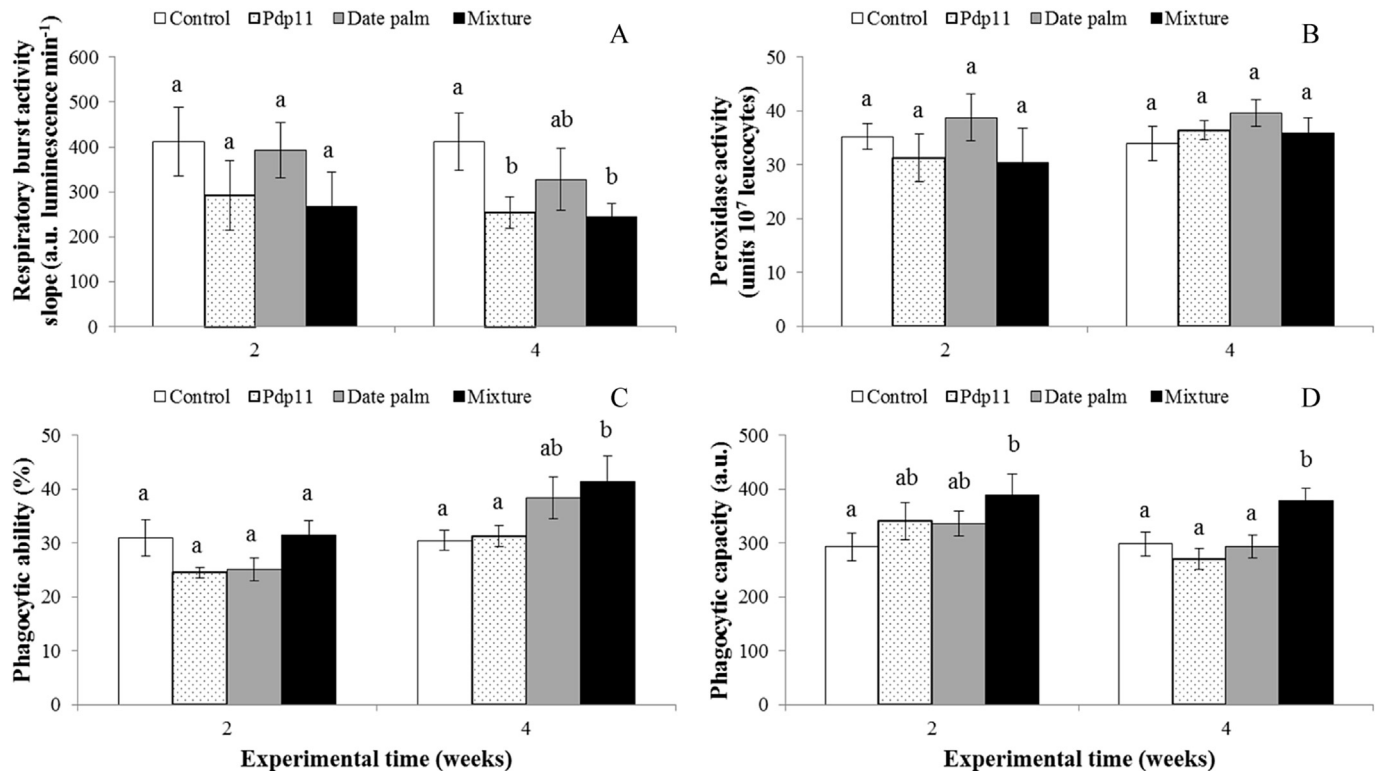 Control Pdp11 Date palm Mixture A
Respiratory burst activity
slope (a.u. luminescence min⁻¹)
600
500
400
300
200
100
0
a a a a a b ab b
2 4
Control Pdp11 Date palm Mixture B
Peroxidase activity
(units 10⁷ leucocytes)
50
40
30
20
10
0
a a a a a a a a
2 4
Control Pdp11 Date palm Mixture C
Phagocytic ability (%)
50
40
30
20
10
0
a a a a a a ab b
2 4
Experimental time (weeks)
Control Pdp11 Date palm Mixture D
Phagocytic capacity (a.u.)
500
400
300
200
100
0
a ab ab b a a a b
2 4
Experimental time (weeks)